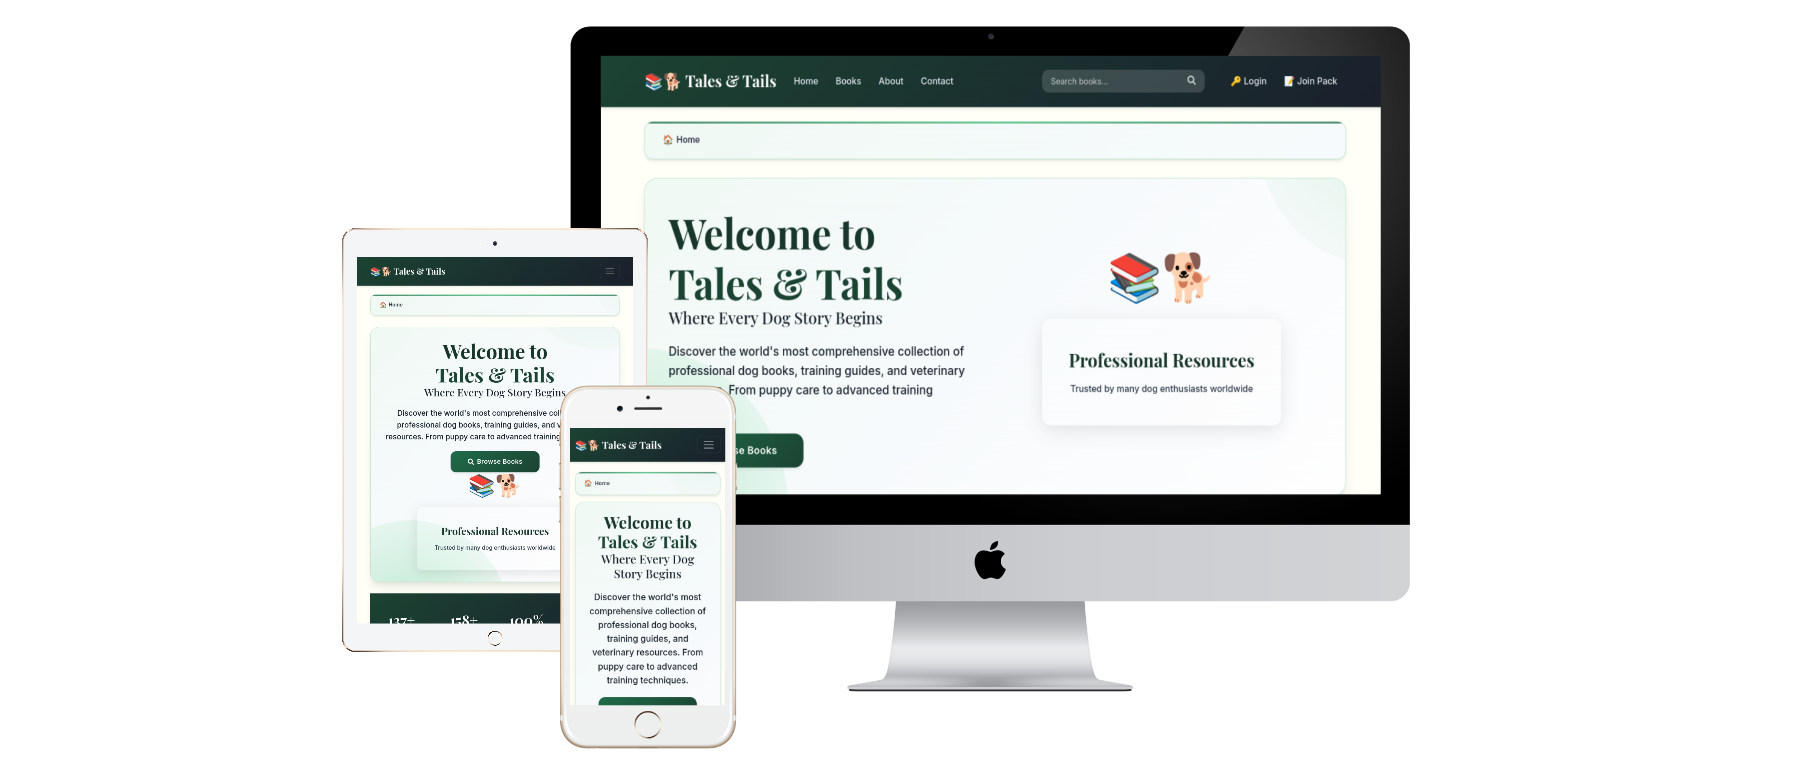 Tales & Tails
Home
Books
About
Contact
Search books...
Login
Join Pack
Home
Welcome to
Tales & Tails
Where Every Dog Story Begins
Discover the world's most comprehensive collection of
professional dog books, training guides, and veterinary
From puppy care to advanced training
Books
Professional Resources
Trusted by many dog enthusiasts worldwide
Tales & Tails
Home
Welcome to
Tales & Tails
Where Every Dog Story Begins
Discover the world's most comprehensive
professional dog books, training guides, and
resources. From puppy care to advanced training
Browse Books
Professional Resources
Trusted by many dog enthusiasts worldwide
137+ 158+ 100%
Tales & Tails
Home
Welcome to
Tales & Tails
Where Every Dog
Story Begins
Discover the world's most
comprehensive collection of
professional dog books,
training guides, and
veterinary resources. From
puppy care to advanced
training techniques.